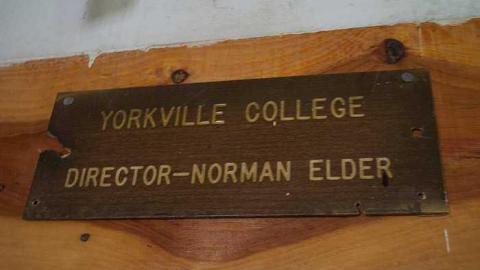 YORKVILLE COLLEGE
DIRECTOR—NORMAN ELDER